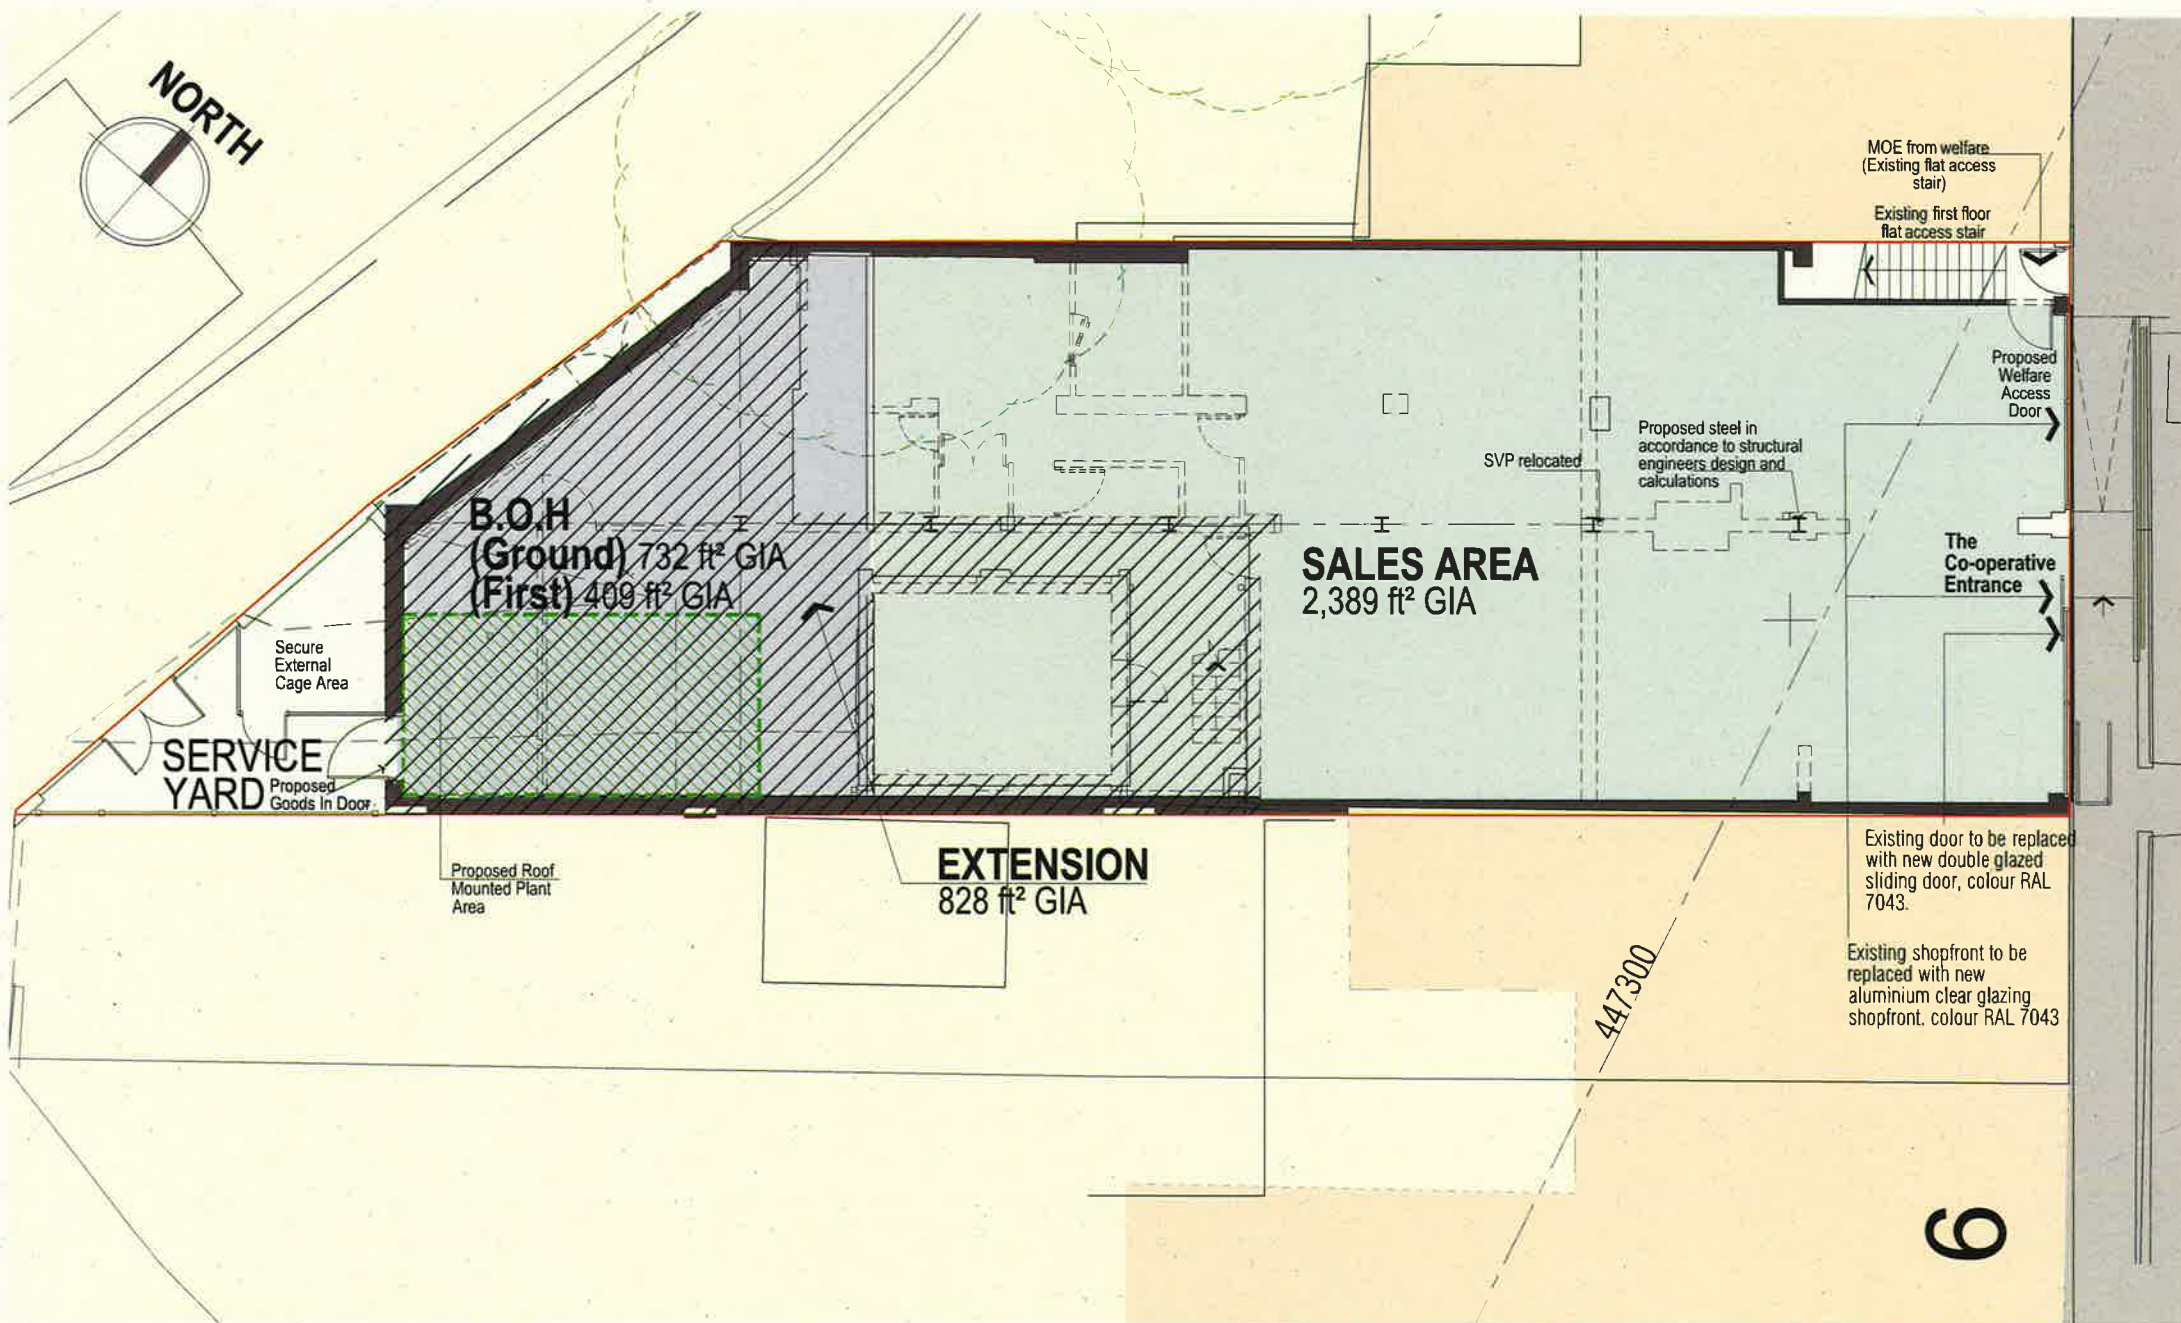 NORTH
MOE from welfare
(Existing flat access
stair)
Existing first floor
flat access stair
Proposed
Welfare
Access
Door
Proposed steel in
accordance to structural
engineers design and
calculations
SVP relocated
B.O.H
(Ground) 732 ft² GIA
(First) 409 ft² GIA
SALES AREA
2,389 ft² GIA
The
Co-operative
Entrance
Secure
External
Cage Area
SERVICE
YARD
Proposed
Goods In Door
Proposed Roof
Mounted Plant
Area
EXTENSION
828 ft² GIA
Existing door to be replaced
with new double glazed
sliding door, colour RAL
7043.
Existing shopfront to be
replaced with new
aluminium clear glazing
shopfront. colour RAL 7043
447300
6